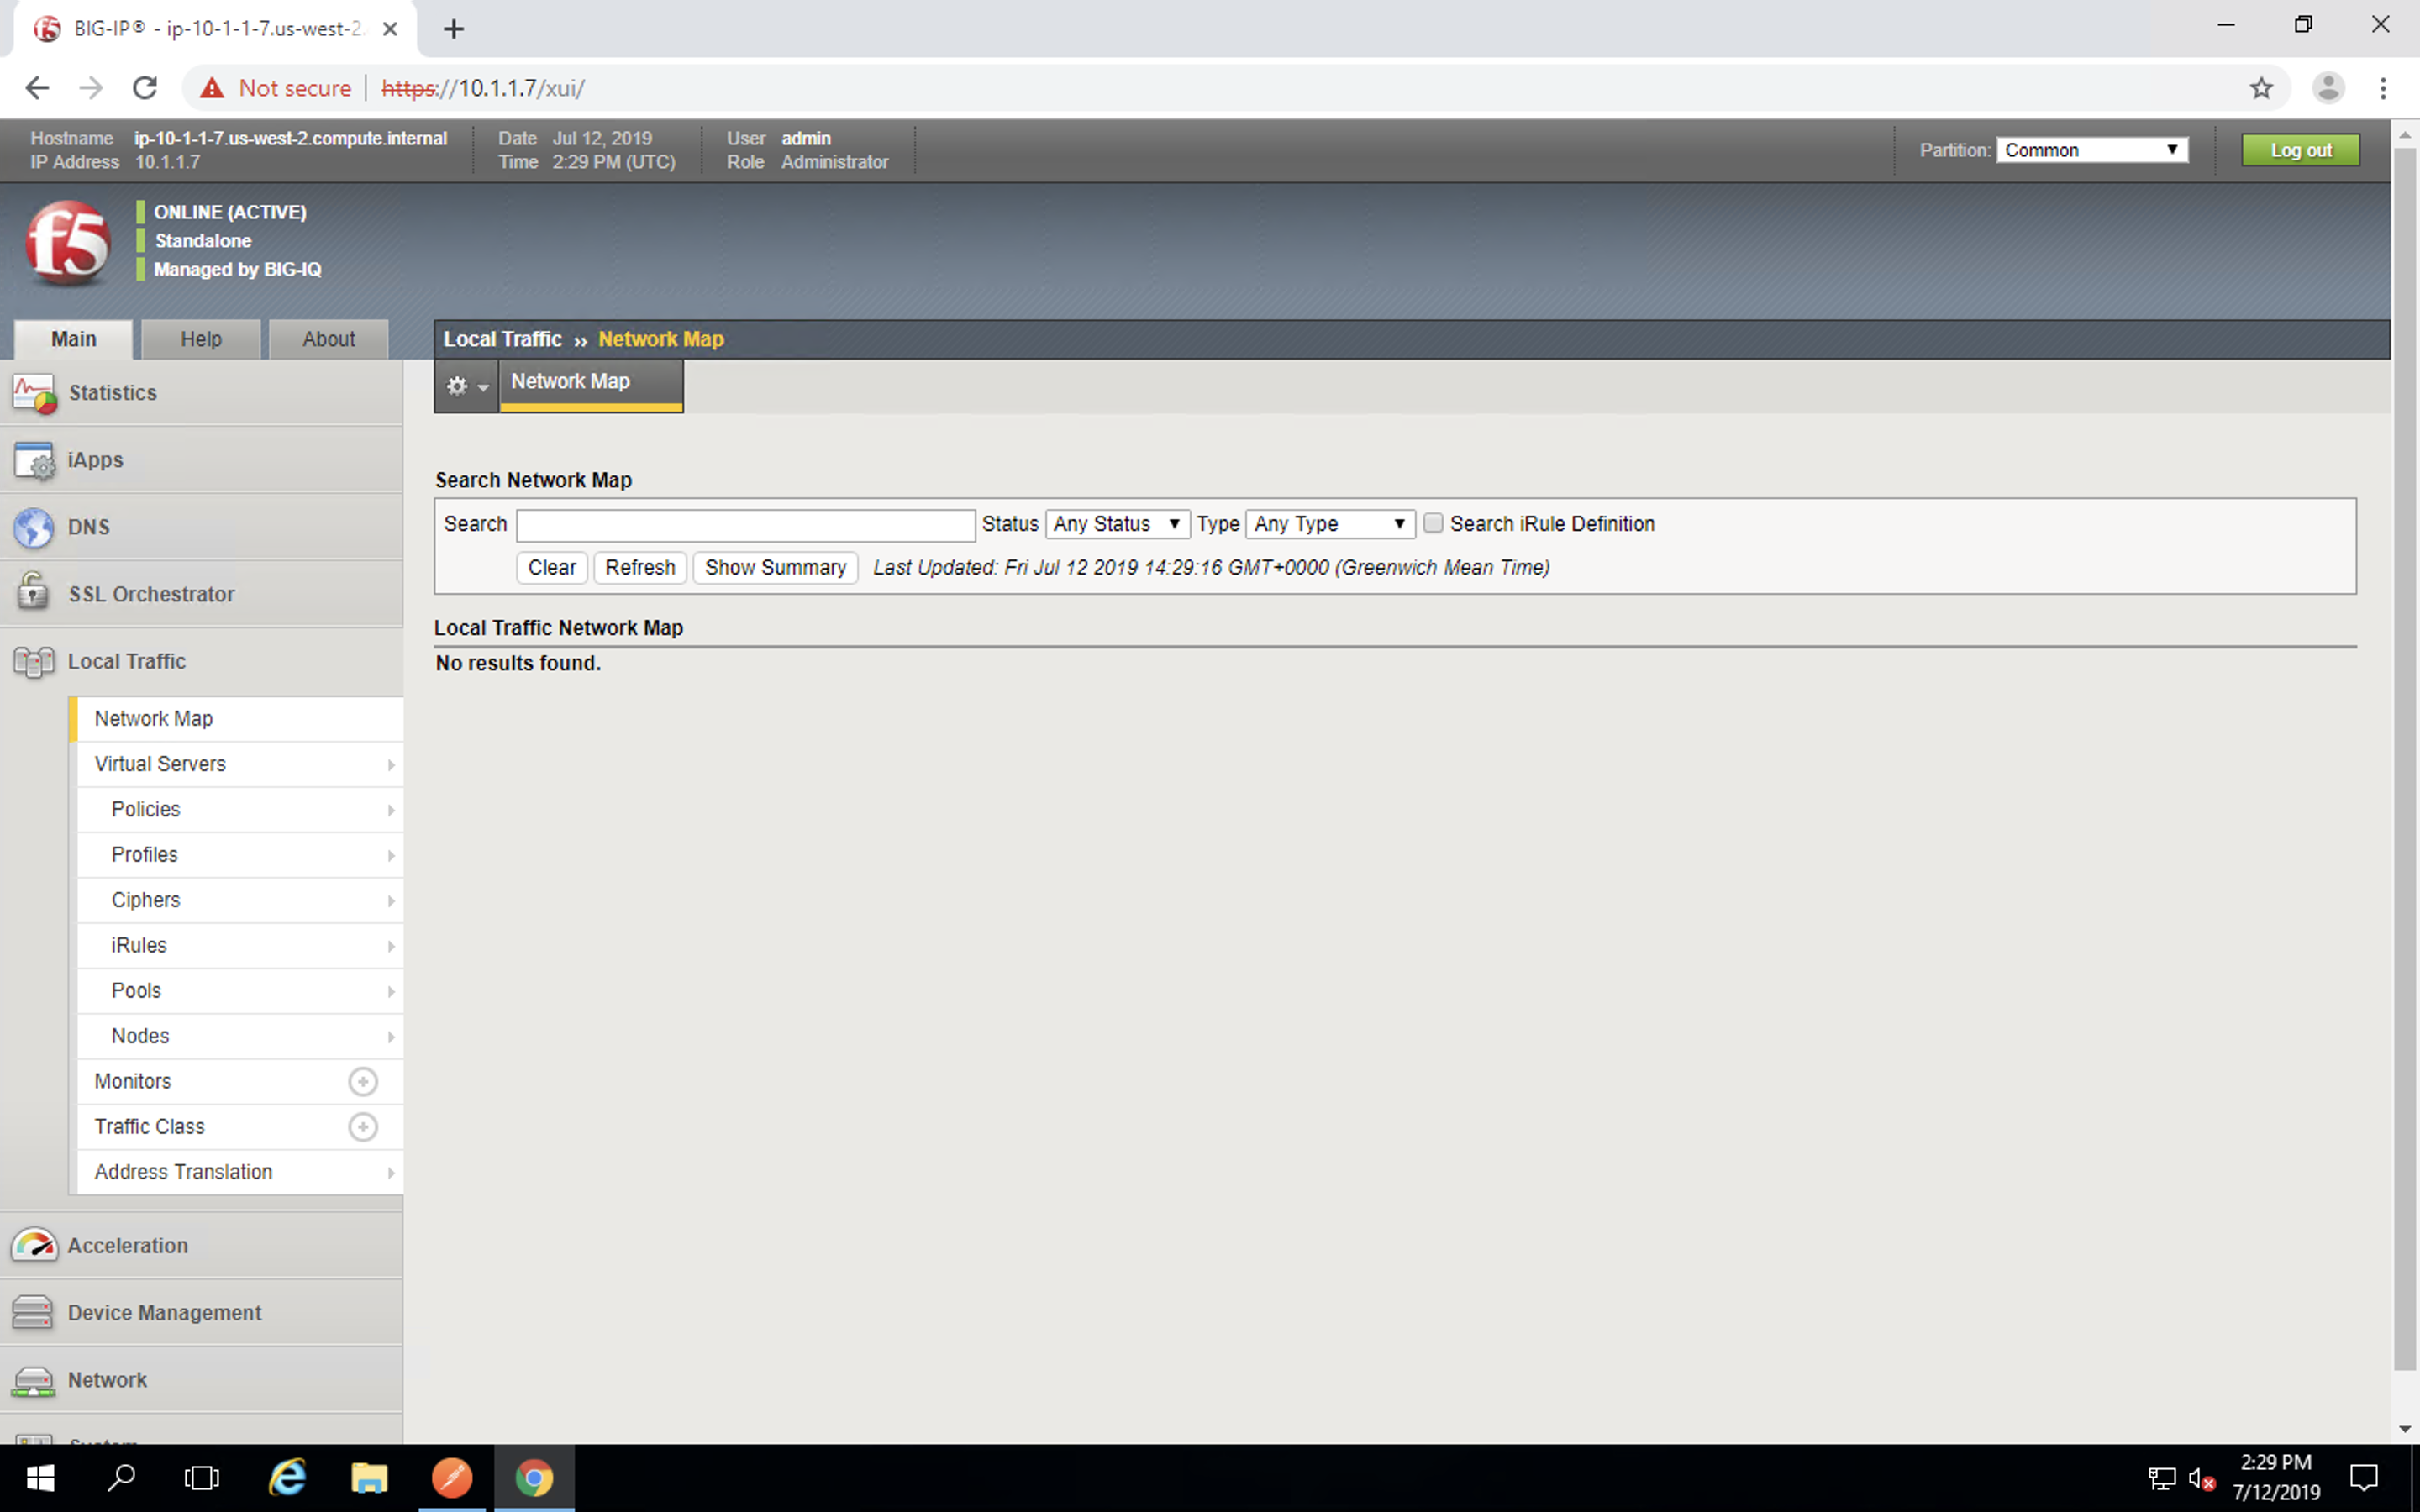 BIG-IP® - ip-10-1-1-7.us-west-2.
Not secure https://10.1.1.7/xui/
Hostname ip-10-1-1-7.us-west-2.compute.internal Date Jul 12, 2019 User admin
IP Address 10.1.1.7 Time 2:29 PM (UTC) Role Administrator
Partition: Common Log out
f5
ONLINE (ACTIVE)
Standalone
Managed by BIG-IQ
Main Help About
Local Traffic ›› Network Map
Network Map
Statistics
iApps
DNS
SSL Orchestrator
Local Traffic
Network Map
Virtual Servers
Policies
Profiles
Ciphers
iRules
Pools
Nodes
Monitors
Traffic Class
Address Translation
Acceleration
Device Management
Network
System
Search Network Map
Search Status Any Status Type Any Type Search iRule Definition
Clear Refresh Show Summary Last Updated: Fri Jul 12 2019 14:29:16 GMT+0000 (Greenwich Mean Time)
Local Traffic Network Map
No results found.
2:29 PM
7/12/2019